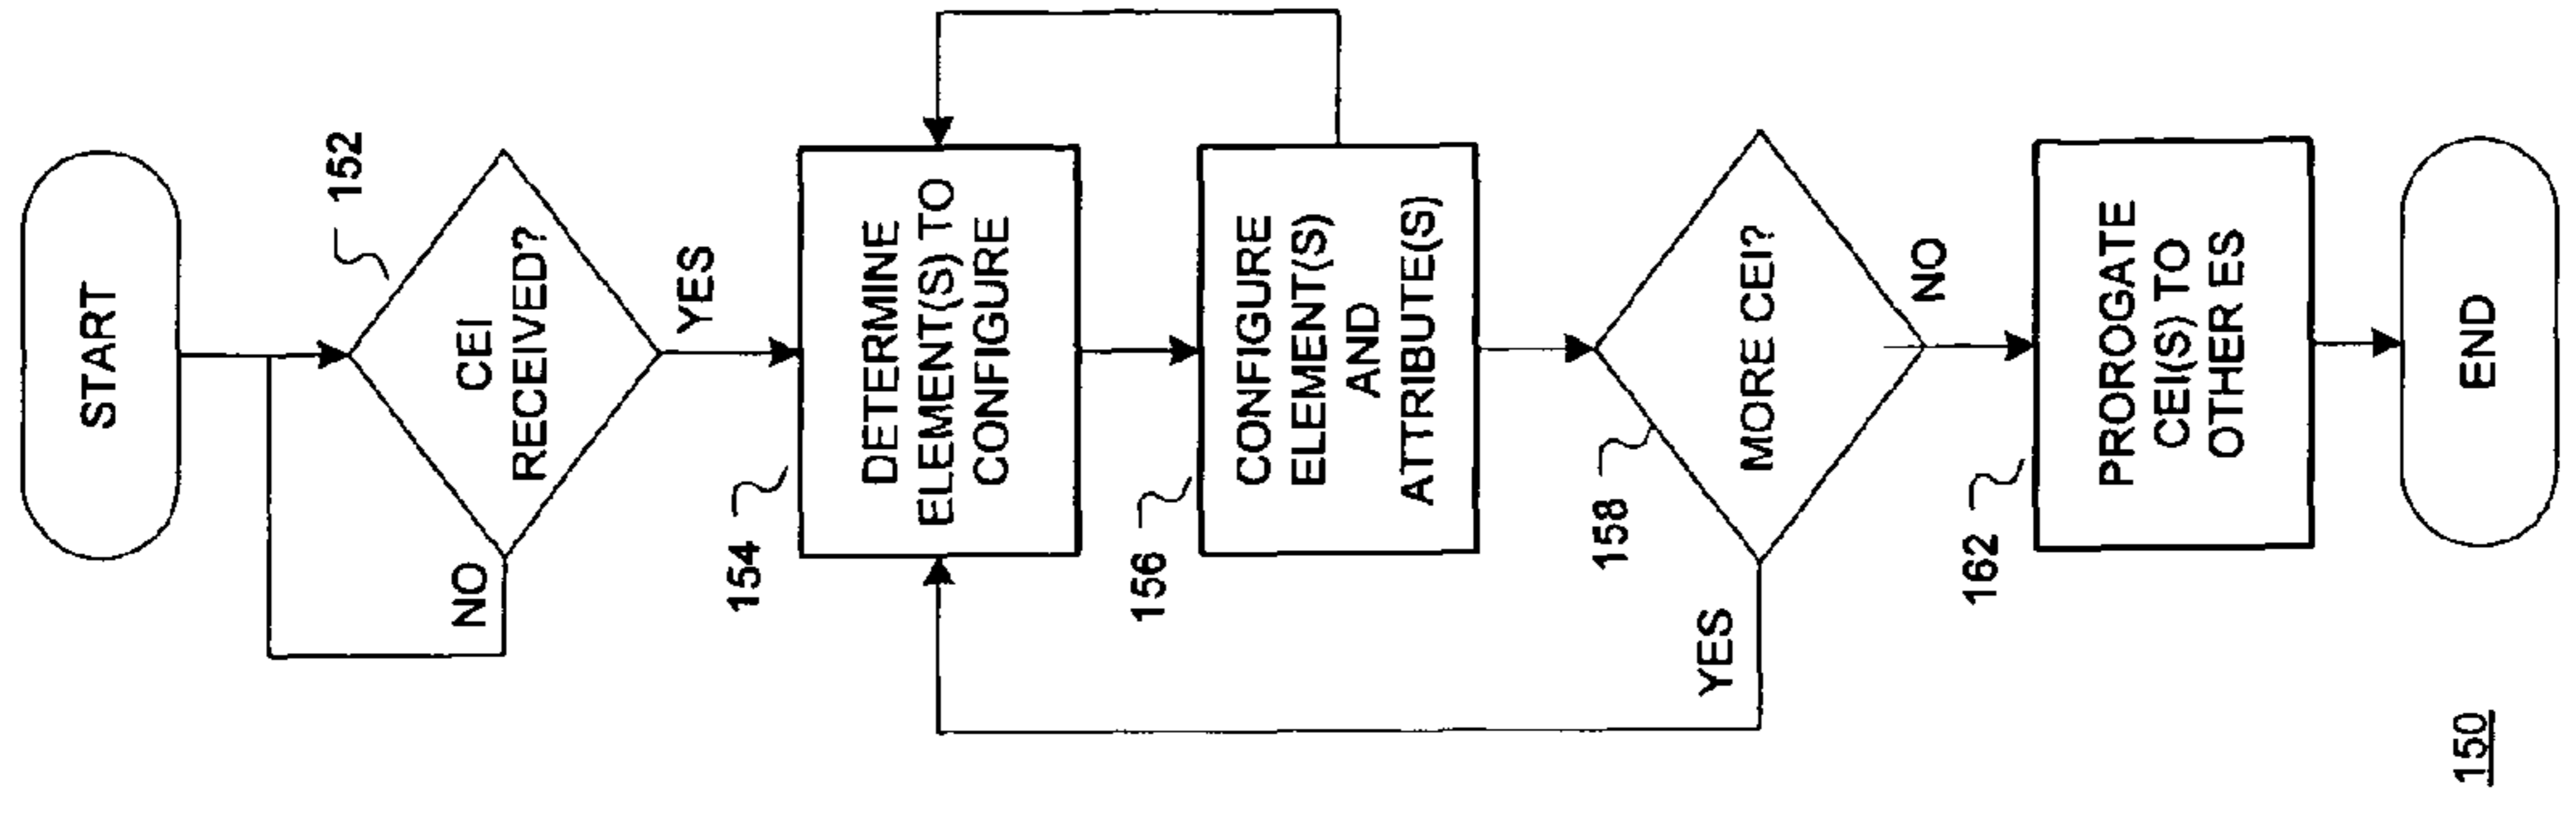 START
152
CEI
RECEIVED?
NO
YES
154
DETERMINE
ELEMENT(S) TO
CONFIGURE
156
CONFIGURE
ELEMENT(S)
AND
ATTRIBUTE(S)
158
MORE CEI?
YES
NO
162
PROROGATE
CEI(S) TO
OTHER ES
END
150